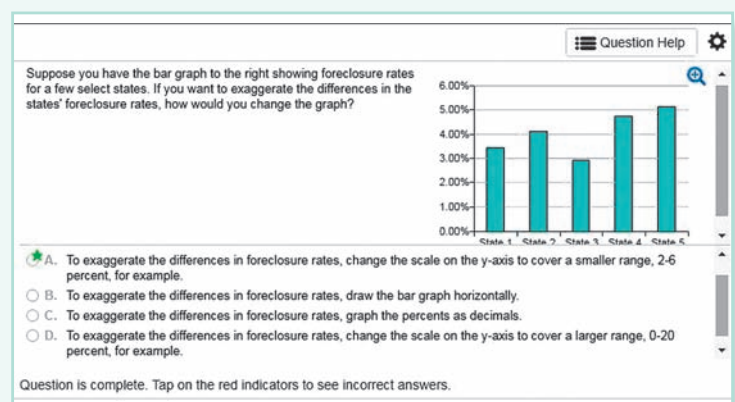 Question Help
Suppose you have the bar graph to the right showing foreclosure rates
for a few select states. If you want to exaggerate the differences in the
states' foreclosure rates, how would you change the graph?
6.00%
5.00%
4.00%
3.00%
2.00%
1.00%
0.00%
State 1 State 2 State 3 State 4 State 5
A. To exaggerate the differences in foreclosure rates, change the scale on the y-axis to cover a smaller range, 2-6
percent, for example.
B. To exaggerate the differences in foreclosure rates, draw the bar graph horizontally.
C. To exaggerate the differences in foreclosure rates, graph the percents as decimals.
D. To exaggerate the differences in foreclosure rates, change the scale on the y-axis to cover a larger range, 0-20
percent, for example.
Question is complete. Tap on the red indicators to see incorrect answers.